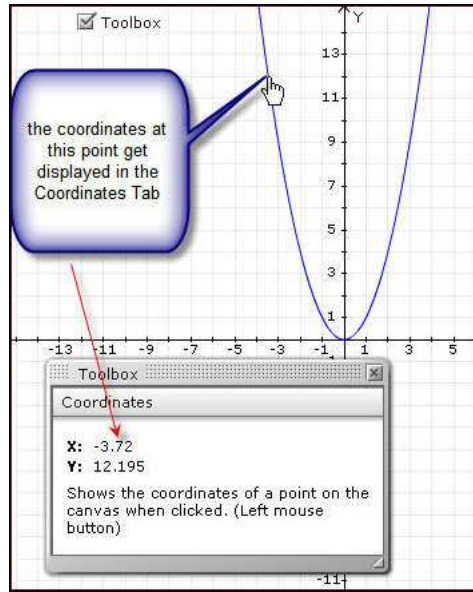 Toolbox
Y
13
11
the coordinates at
this point get
displayed in the
Coordinates Tab
9
7
5
3
1
-13 -11 -9 -7 -5 -3 -1 1 3 5
Toolbox
Coordinates
X: -3.72
Y: 12.195
Shows the coordinates of a point on the
canvas when clicked. (Left mouse
button)
-11